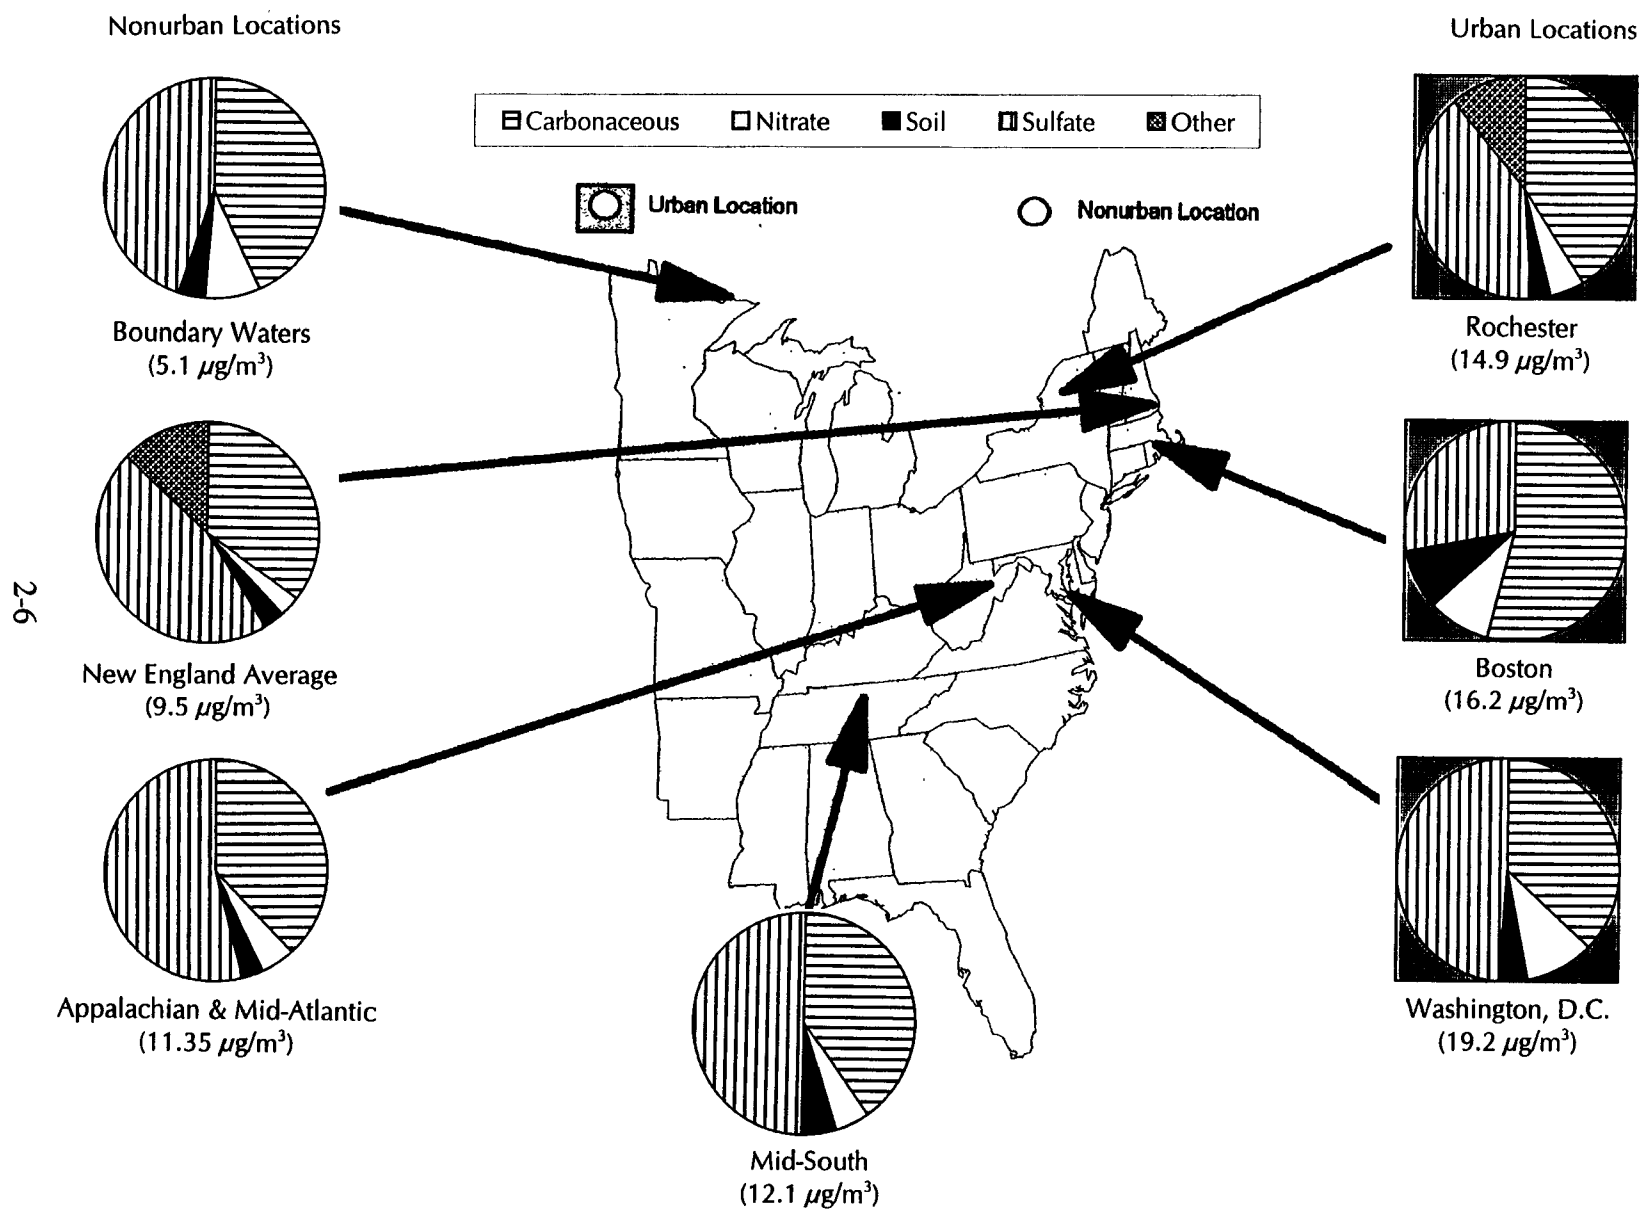 Nonurban Locations
Urban Locations
Carbonaceous Nitrate Soil Sulfate Other
Urban Location
Nonurban Location
Boundary Waters
(5.1 µg/m³)
Rochester
(14.9 µg/m³)
New England Average
(9.5 µg/m³)
Boston
(16.2 µg/m³)
2-6
Appalachian & Mid-Atlantic
(11.35 µg/m³)
Washington, D.C.
(19.2 µg/m³)
Mid-South
(12.1 µg/m³)